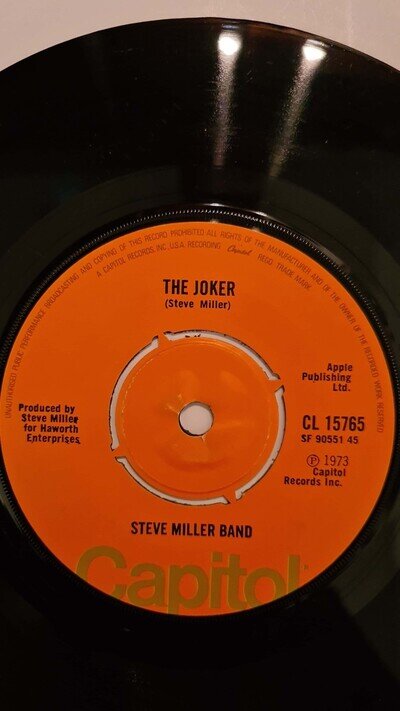 UNAUTHORISED PUBLIC PERFORMANCE BROADCASTING AND COPYING OF THIS RECORD PROHIBITED ALL RIGHTS OF THE MANUFACTURER AND OF THE OWNER OF THE RECORDED WORK RESERVED
A CAPITOL RECORDS, INC., U.S.A. RECORDING Capitol REGD. TRADE MARK
THE JOKER
(Steve Miller)
Apple
Publishing
Ltd.
Produced by
Steve Miller
for Haworth
Enterprises.
CL 15765
SF 90551 45
Ⓟ 1973
Capitol
Records Inc.
STEVE MILLER BAND
Capitol